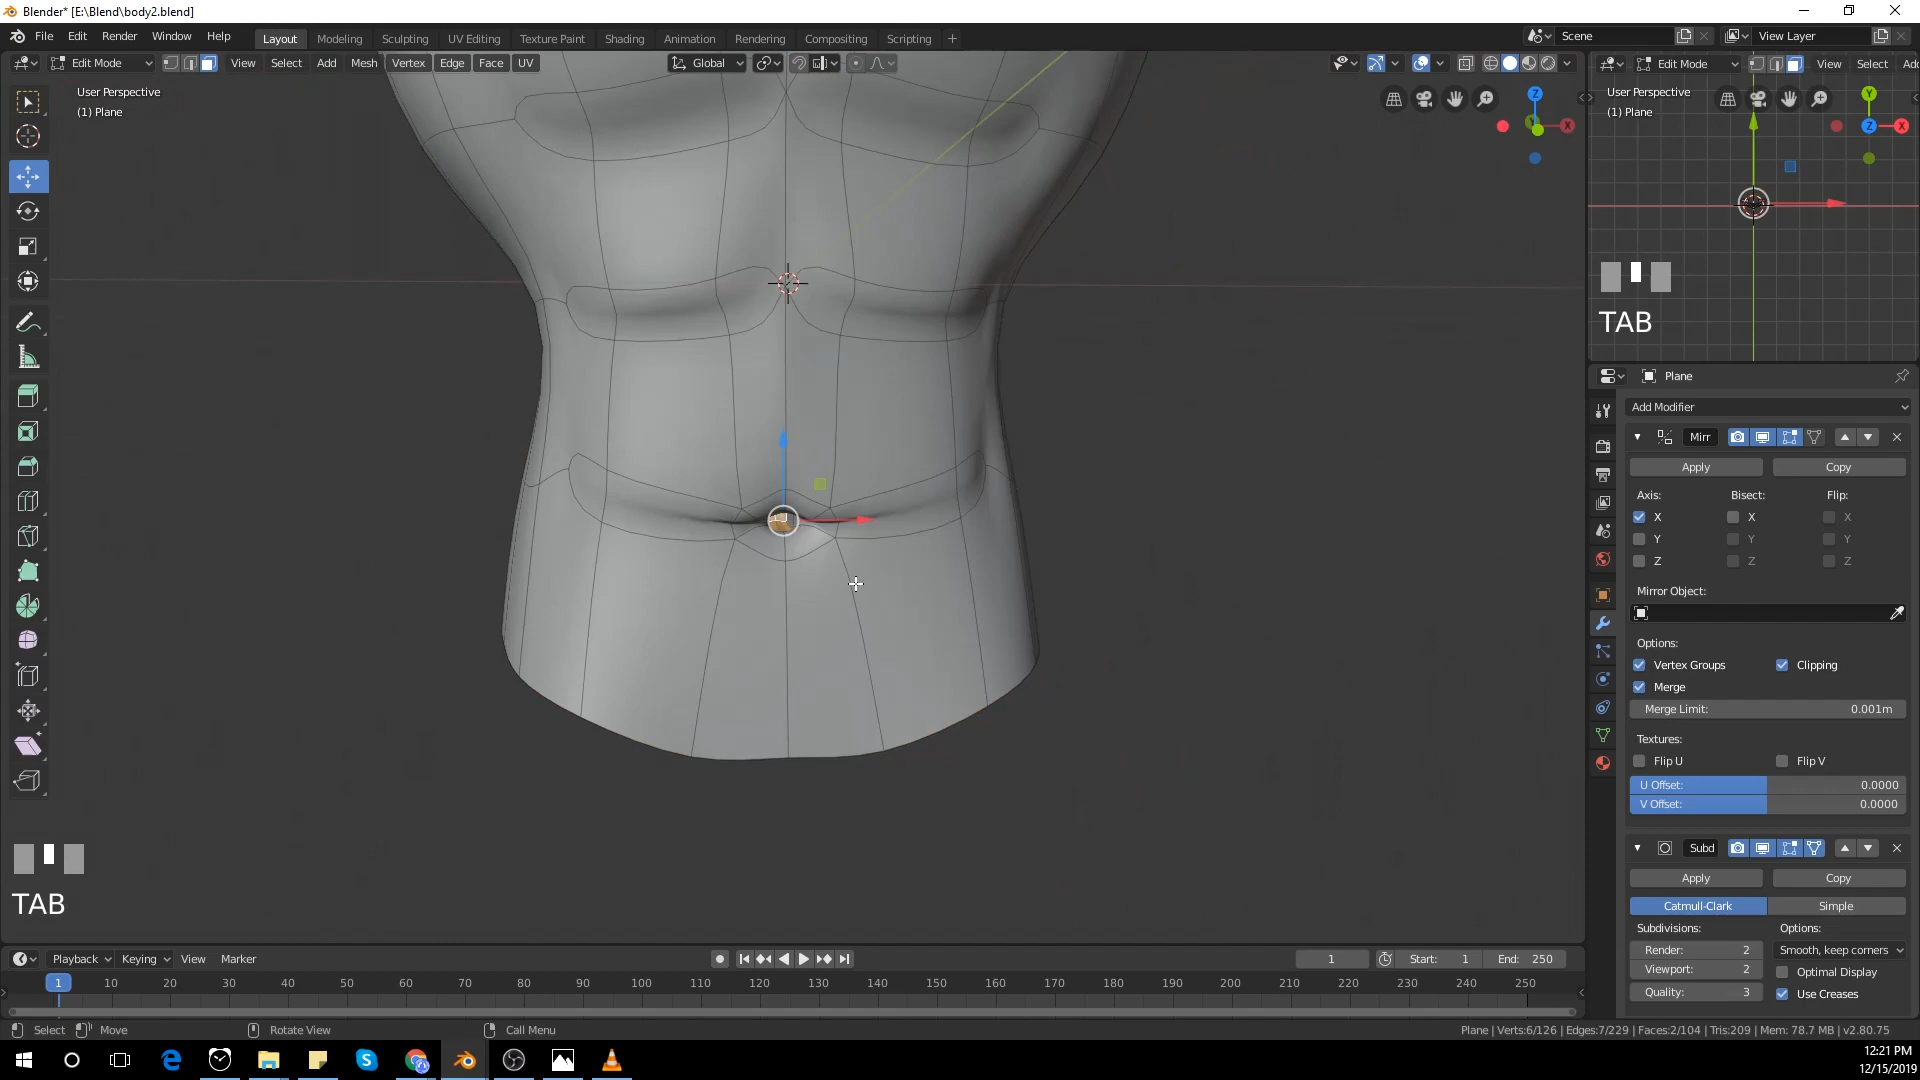 Blender* [E:\Blend\body2.blend]
File Edit Render Window Help
Layout Modeling Sculpting UV Editing Texture Paint Shading Animation Rendering Compositing Scripting
Scene
View Layer
Edit Mode View Select Add Mesh Vertex Edge Face UV
Global
Edit Mode View Select Ad
User Perspective
(1) Plane
Z
X
User Perspective
(1) Plane
Y
Z
X
TAB
Plane
Add Modifier
Mirr
Apply Copy
Axis: Bisect: Flip:
X X X
Y Y Y
Z Z Z
Mirror Object:
Options:
Vertex Groups Clipping
Merge
Merge Limit: 0.001m
Textures:
Flip U Flip V
U Offset: 0.0000
V Offset: 0.0000
Subd
Apply Copy
Catmull-Clark Simple
Subdivisions: Options:
Render: 2 Smooth, keep corners
Viewport: 2 Optimal Display
Quality: 3 Use Creases
TAB
Playback Keying View Marker
1 Start: 1 End: 250
1 10 20 30 40 50 60 70 80 90 100 110 120 130 140 150 160 170 180 190 200 210 220 230 240 250
Select Move Rotate View Call Menu
Plane | Verts:6/126 | Edges:7/229 | Faces:2/104 | Tris:209 | Mem: 78.7 MB | v2.80.75
12:21 PM
12/15/2019